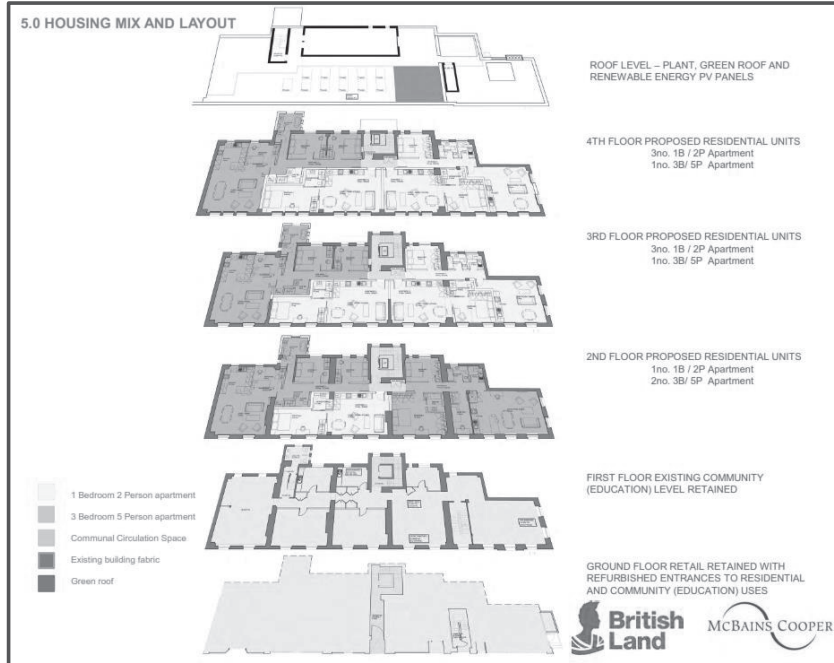 5.0 HOUSING MIX AND LAYOUT
ROOF LEVEL – PLANT, GREEN ROOF AND
RENEWABLE ENERGY PV PANELS
4TH FLOOR PROPOSED RESIDENTIAL UNITS
3no. 1B / 2P Apartment
1no. 3B/ 5P Apartment
3RD FLOOR PROPOSED RESIDENTIAL UNITS
3no. 1B / 2P Apartment
1no. 3B/ 5P Apartment
2ND FLOOR PROPOSED RESIDENTIAL UNITS
1no. 1B / 2P Apartment
2no. 3B/ 5P Apartment
FIRST FLOOR EXISTING COMMUNITY
(EDUCATION) LEVEL RETAINED
1 Bedroom 2 Person apartment
3 Bedroom 5 Person apartment
Communal Circulation Space
Existing building fabric
Green roof
GROUND FLOOR RETAIL RETAINED WITH
REFURBISHED ENTRANCES TO RESIDENTIAL
AND COMMUNITY (EDUCATION) USES
British
Land
MCBAINS COOPER